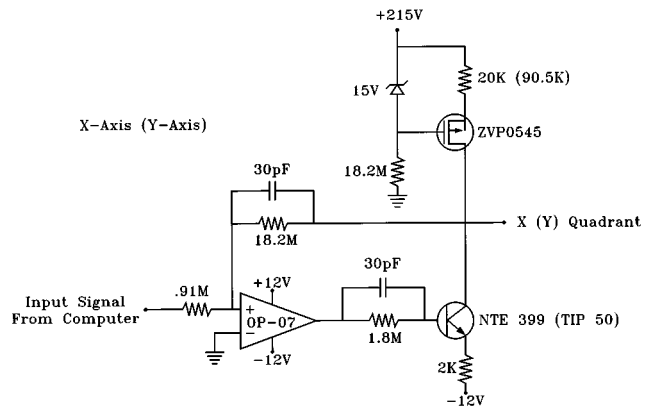 +215V
20K (90.5K)
15V
X-Axis (Y-Axis)
ZVP0545
30pF
18.2M
18.2M
X (Y) Quadrant
30pF
+12V
.91M
Input Signal
From Computer
+
OP-07
−
NTE 399 (TIP 50)
1.8M
−12V
2K
−12V